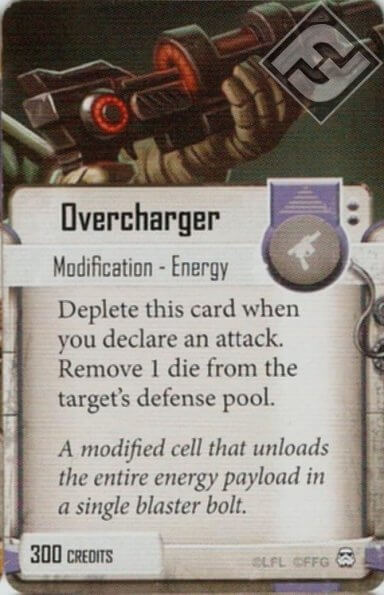 Overcharger
Modification - Energy
Deplete this card when
you declare an attack.
Remove 1 die from the
target's defense pool.
A modified cell that unloads
the entire energy payload in
a single blaster bolt.
300 CREDITS
©LFL ©FFG